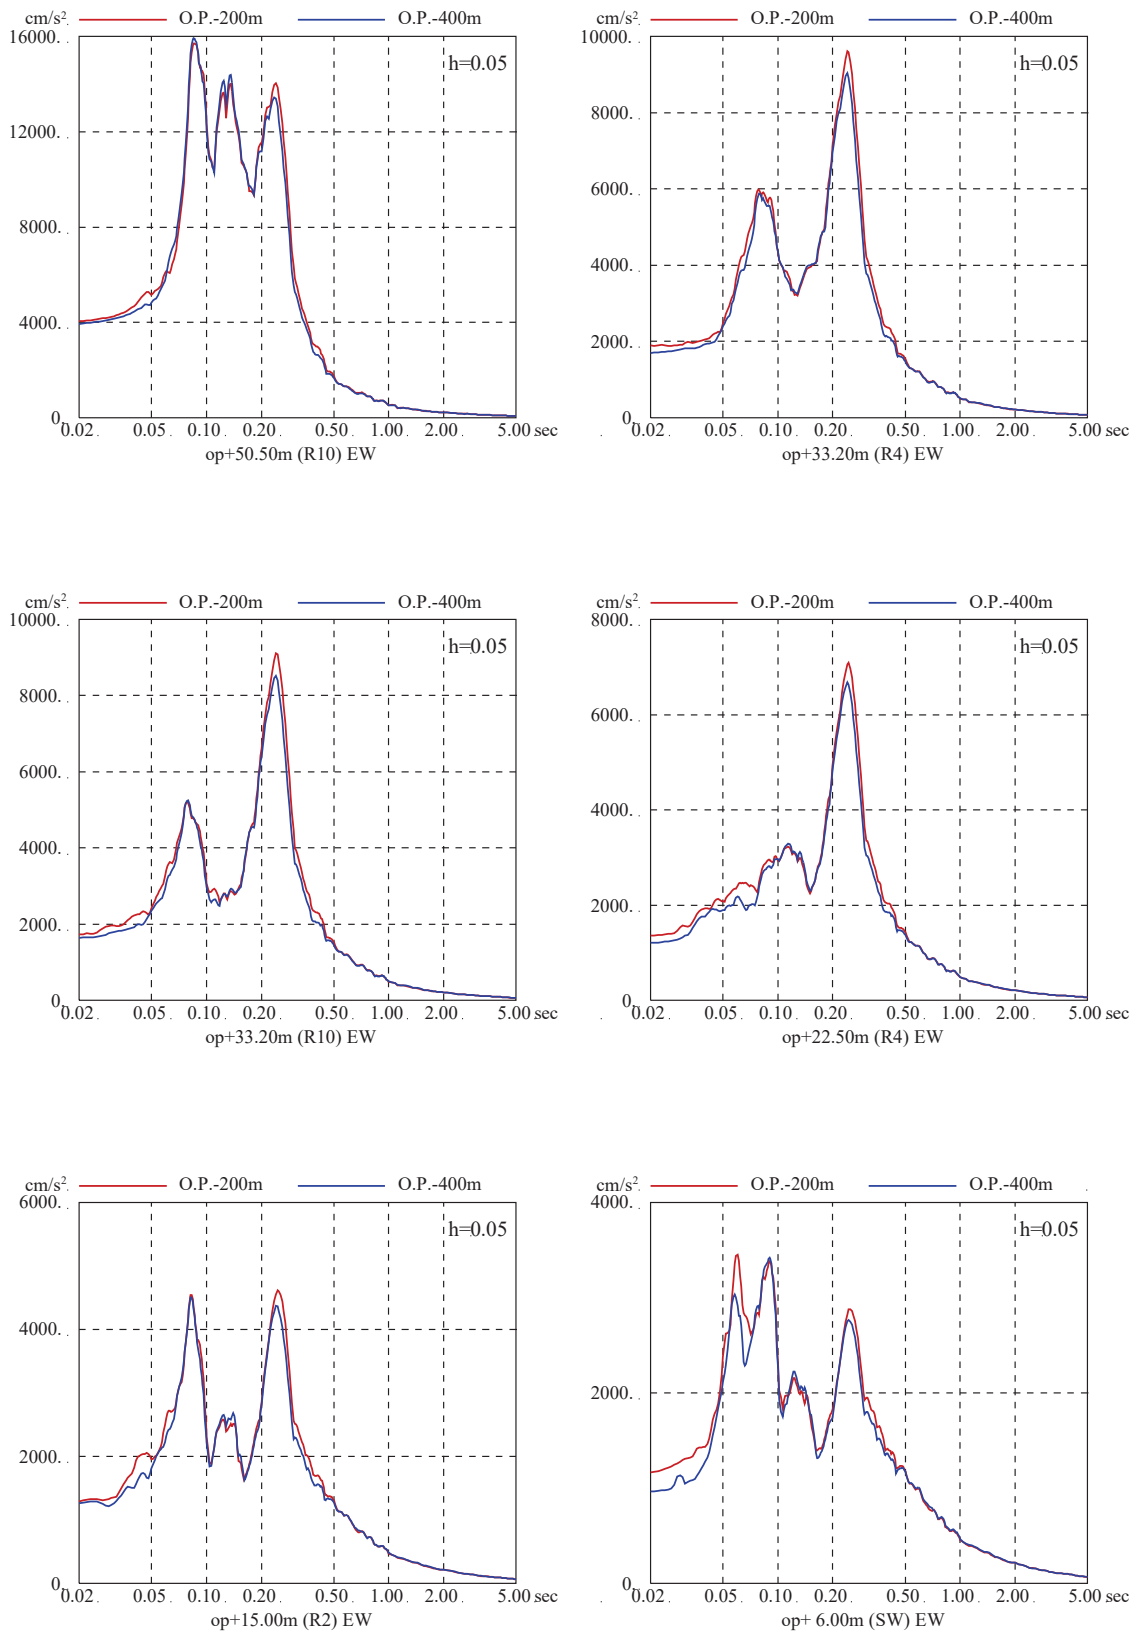 cm/s². O.P.-200m O.P.-400m
16000.
h=0.05
12000.
8000.
4000.
0.
0.02 0.05 0.10 0.20 0.50 1.00 2.00 5.00 sec
op+50.50m (R10) EW
cm/s². O.P.-200m O.P.-400m
10000.
h=0.05
8000.
6000.
4000.
2000.
0.
0.02 0.05 0.10 0.20 0.50 1.00 2.00 5.00 sec
op+33.20m (R4) EW
cm/s². O.P.-200m O.P.-400m
10000.
h=0.05
8000.
6000.
4000.
2000.
0.
0.02 0.05 0.10 0.20 0.50 1.00 2.00 5.00 sec
op+33.20m (R10) EW
cm/s². O.P.-200m O.P.-400m
8000.
h=0.05
6000.
4000.
2000.
0.
0.02 0.05 0.10 0.20 0.50 1.00 2.00 5.00 sec
op+22.50m (R4) EW
cm/s². O.P.-200m O.P.-400m
6000.
h=0.05
4000.
2000.
0.
0.02 0.05 0.10 0.20 0.50 1.00 2.00 5.00 sec
op+15.00m (R2) EW
cm/s². O.P.-200m O.P.-400m
4000.
h=0.05
2000.
0.
0.02 0.05 0.10 0.20 0.50 1.00 2.00 5.00 sec
op+ 6.00m (SW) EW